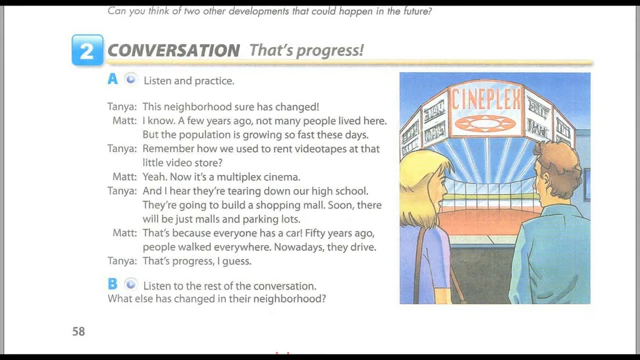 Can you think of two other developments that could happen in the future?
2 CONVERSATION That's progress!
A Listen and practice.
Tanya: This neighborhood sure has changed!
Matt: I know. A few years ago, not many people lived here.
But the population is growing so fast these days.
Tanya: Remember how we used to rent videotapes at that
little video store?
Matt: Yeah. Now it's a multiplex cinema.
Tanya: And I hear they're tearing down our high school.
They're going to build a shopping mall. Soon, there
will be just malls and parking lots.
Matt: That's because everyone has a car! Fifty years ago,
people walked everywhere. Nowadays, they drive.
Tanya: That's progress, I guess.
B Listen to the rest of the conversation.
What else has changed in their neighborhood?
CINEPLEX
58